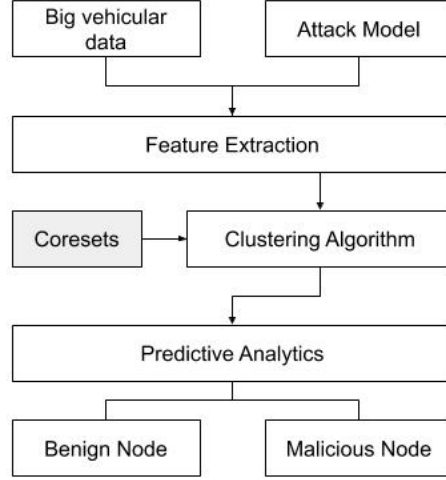 Big vehicular
data
Attack Model
Feature Extraction
Coresets
Clustering Algorithm
Predictive Analytics
Benign Node
Malicious Node